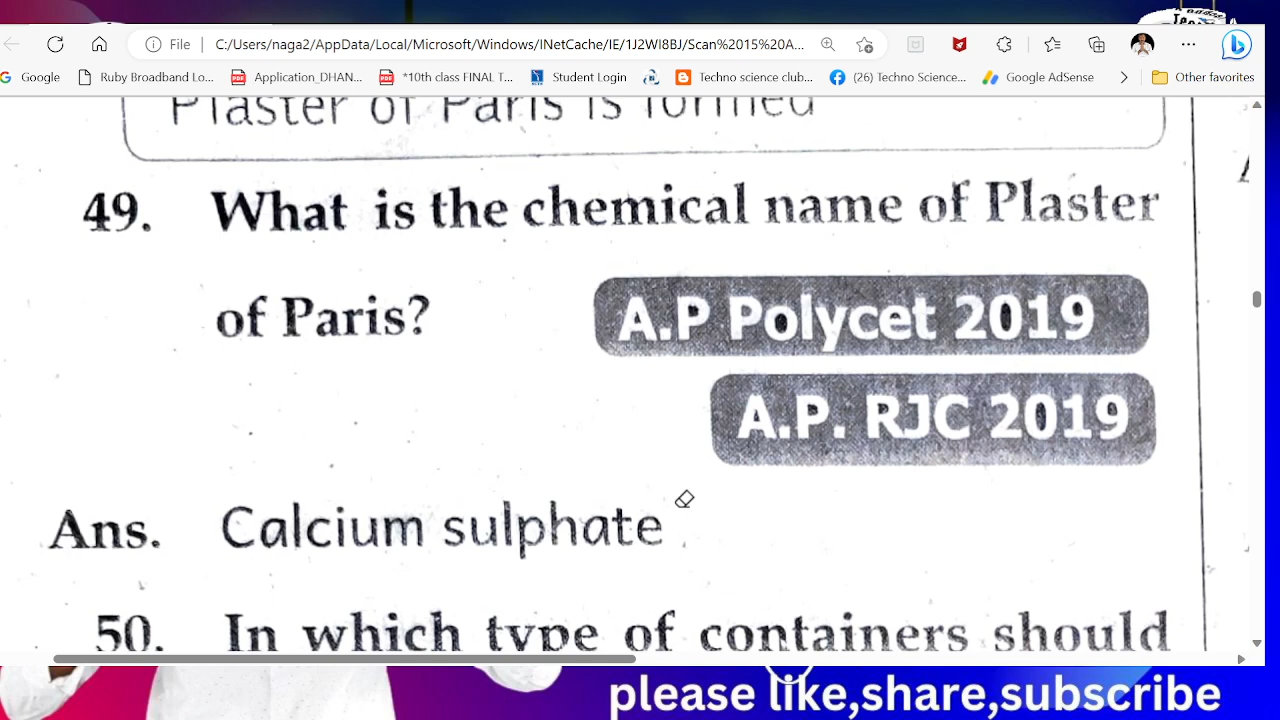 File C:/Users/naga2/AppData/Local/Microsoft/Windows/INetCache/IE/1J2WI8BJ/Scan%2015%20A...
Google Ruby Broadband Lo... Application_DHAN... *10th class FINAL T... Student Login Techno science club... (26) Techno Scienc... Google AdSense Other favorites
Plaster of Paris is formed
49. What is the chemical name of Plaster
of Paris? A.P Polycet 2019
A.P. RJC 2019
Ans. Calcium sulphate
50. In which type of containers should
please like,share,subscribe